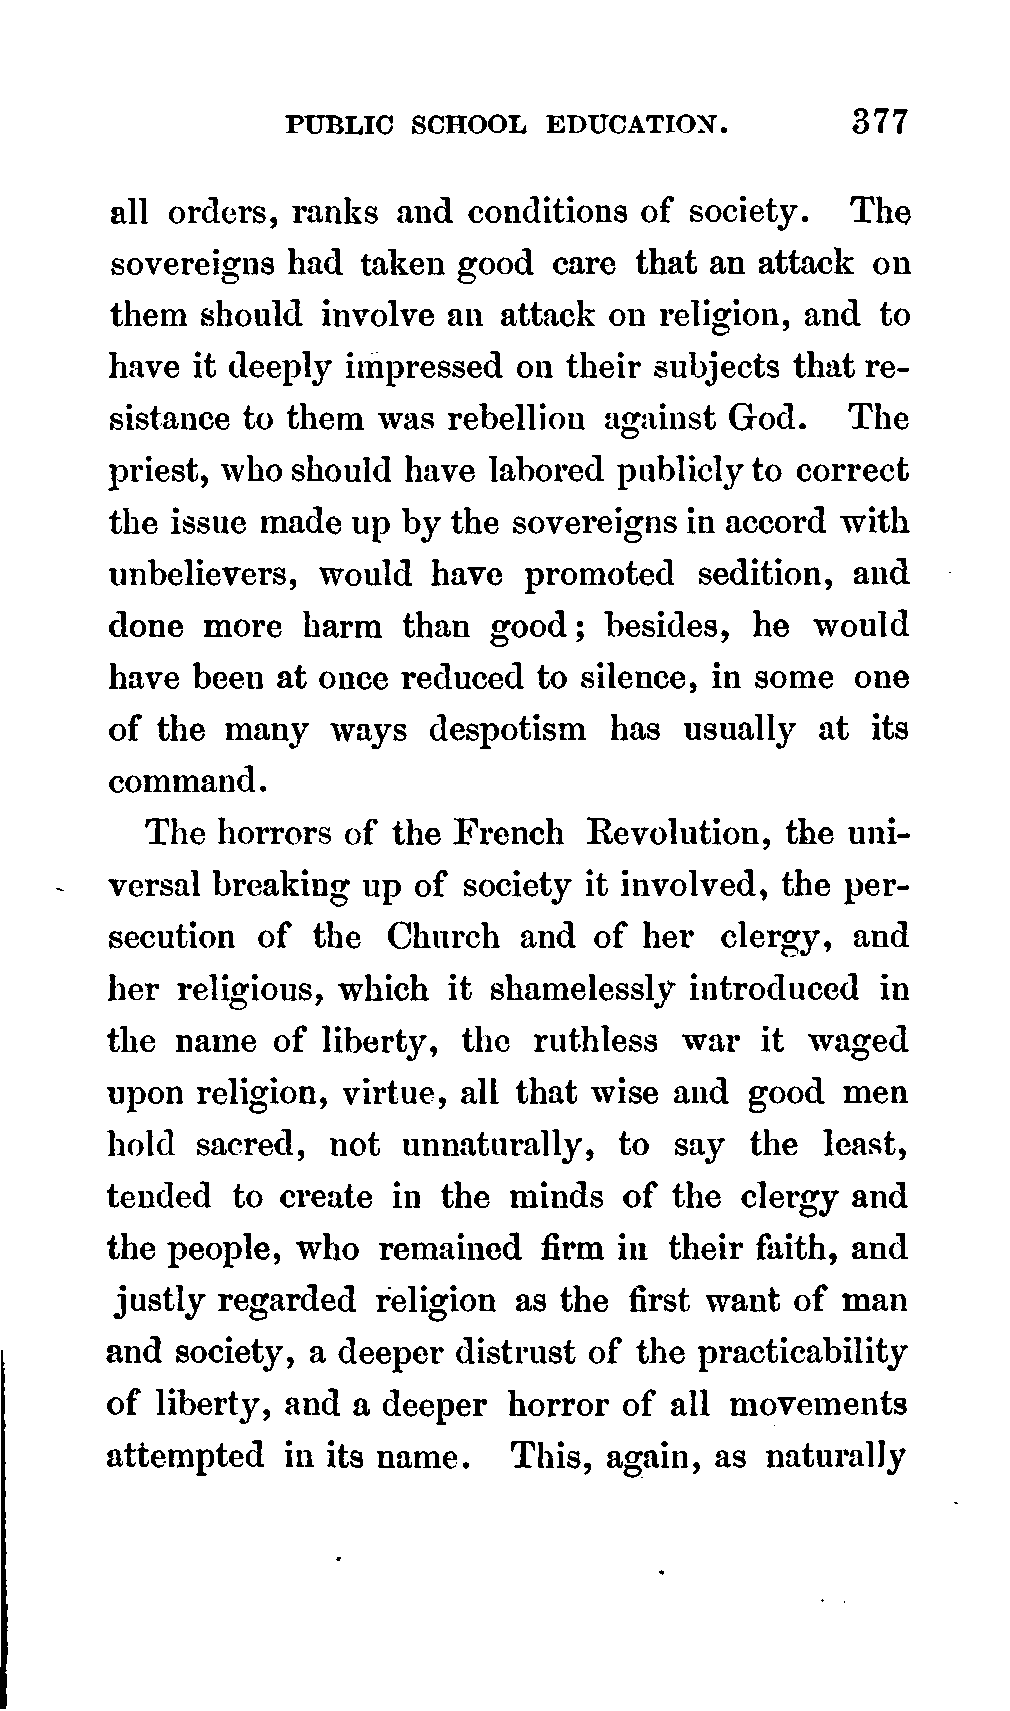 PUBLIC SCHOOL EDUCATION. 377
all orders, ranks and conditions of society. The
sovereigns had taken good care that an attack on
them should involve an attack on religion, and to
have it deeply impressed on their subjects that re-
sistance to them was rebellion against God. The
priest, who should have labored publicly to correct
the issue made up by the sovereigns in accord with
unbelievers, would have promoted sedition, and
done more harm than good; besides, he would
have been at once reduced to silence, in some one
of the many ways despotism has usually at its
command.
The horrors of the French Revolution, the uni-
versal breaking up of society it involved, the per-
secution of the Church and of her clergy, and
her religious, which it shamelessly introduced in
the name of liberty, the ruthless war it waged
upon religion, virtue, all that wise and good men
hold sacred, not unnaturally, to say the least,
tended to create in the minds of the clergy and
the people, who remained firm in their faith, and
justly regarded religion as the first want of man
and society, a deeper distrust of the practicability
of liberty, and a deeper horror of all movements
attempted in its name. This, again, as naturally